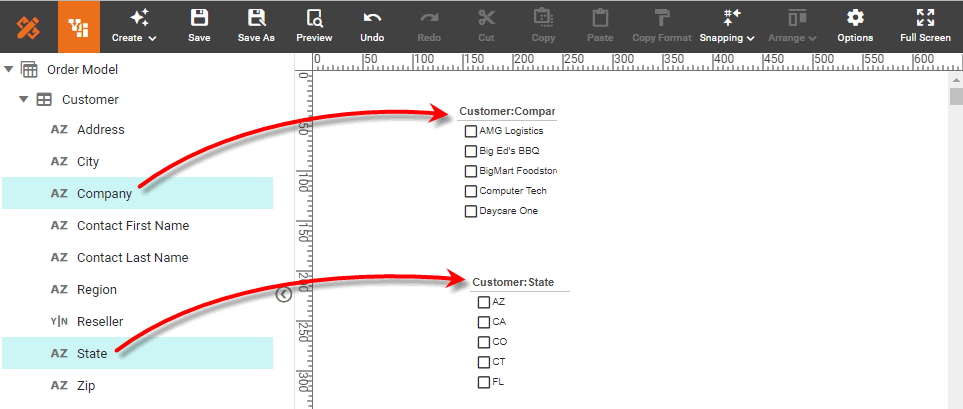 Create Save Save As Preview Undo Redo Cut Copy Paste Copy Format Snapping Arrange Options Full Screen
0 50 100 150 200 250 300 350 400 450 500 550 600
Order Model
0
Customer
AZ Address
50
AZ City
AZ Company
100
AZ Contact First Name
150
AZ Contact Last Name
200
AZ Region
Y|N Reseller
250
AZ State
300
AZ Zip
Customer:Compar
AMG Logistics
Big Ed's BBQ
BigMart Foodstore
Computer Tech
Daycare One
Customer:State
AZ
CA
CO
CT
FL